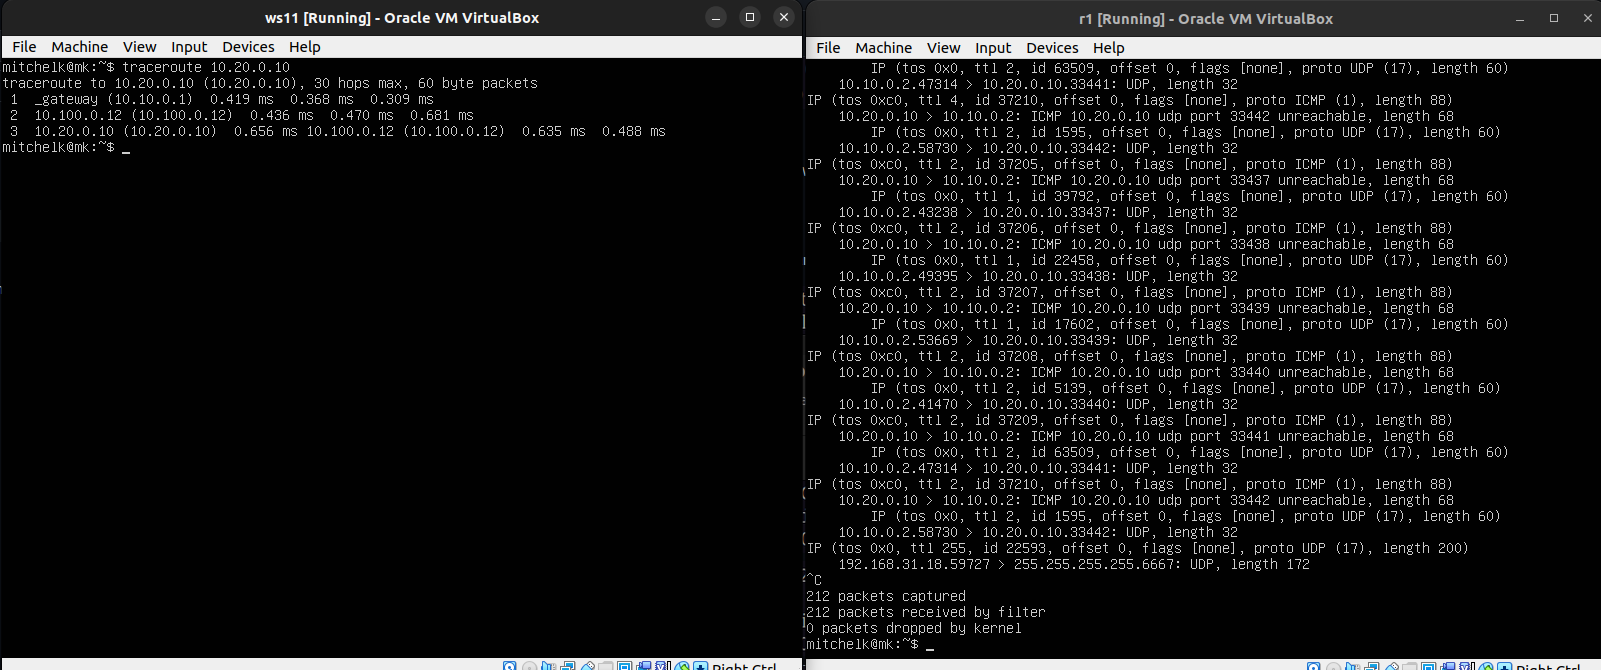 ws11 [Running] - Oracle VM VirtualBox
File Machine View Input Devices Help
mitchelk@mk:~$ traceroute 10.20.0.10
traceroute to 10.20.0.10 (10.20.0.10), 30 hops max, 60 byte packets
1 _gateway (10.10.0.1) 0.419 ms 0.368 ms 0.309 ms
2 10.100.0.12 (10.100.0.12) 0.436 ms 0.470 ms 0.681 ms
3 10.20.0.10 (10.20.0.10) 0.656 ms 10.100.0.12 (10.100.0.12) 0.635 ms 0.488 ms
mitchelk@mk:~$ _
Right Ctrl
r1 [Running] - Oracle VM VirtualBox
File Machine View Input Devices Help
IP (tos 0x0, ttl 2, id 63509, offset 0, flags [none], proto UDP (17), length 60)
10.10.0.2.47314 > 10.20.0.10.33441: UDP, length 32
IP (tos 0xc0, ttl 4, id 37210, offset 0, flags [none], proto ICMP (1), length 88)
10.20.0.10 > 10.10.0.2: ICMP 10.20.0.10 udp port 33442 unreachable, length 68
IP (tos 0x0, ttl 2, id 1595, offset 0, flags [none], proto UDP (17), length 60)
10.10.0.2.58730 > 10.20.0.10.33442: UDP, length 32
IP (tos 0xc0, ttl 2, id 37205, offset 0, flags [none], proto ICMP (1), length 88)
10.20.0.10 > 10.10.0.2: ICMP 10.20.0.10 udp port 33437 unreachable, length 68
IP (tos 0x0, ttl 1, id 39792, offset 0, flags [none], proto UDP (17), length 60)
10.10.0.2.43238 > 10.20.0.10.33437: UDP, length 32
IP (tos 0xc0, ttl 2, id 37206, offset 0, flags [none], proto ICMP (1), length 88)
10.20.0.10 > 10.10.0.2: ICMP 10.20.0.10 udp port 33438 unreachable, length 68
IP (tos 0x0, ttl 1, id 22458, offset 0, flags [none], proto UDP (17), length 60)
10.10.0.2.49395 > 10.20.0.10.33438: UDP, length 32
IP (tos 0xc0, ttl 2, id 37207, offset 0, flags [none], proto ICMP (1), length 88)
10.20.0.10 > 10.10.0.2: ICMP 10.20.0.10 udp port 33439 unreachable, length 68
IP (tos 0x0, ttl 1, id 17602, offset 0, flags [none], proto UDP (17), length 60)
10.10.0.2.53669 > 10.20.0.10.33439: UDP, length 32
IP (tos 0xc0, ttl 2, id 37208, offset 0, flags [none], proto ICMP (1), length 88)
10.20.0.10 > 10.10.0.2: ICMP 10.20.0.10 udp port 33440 unreachable, length 68
IP (tos 0x0, ttl 2, id 5139, offset 0, flags [none], proto UDP (17), length 60)
10.10.0.2.41470 > 10.20.0.10.33440: UDP, length 32
IP (tos 0xc0, ttl 2, id 37209, offset 0, flags [none], proto ICMP (1), length 88)
10.20.0.10 > 10.10.0.2: ICMP 10.20.0.10 udp port 33441 unreachable, length 68
IP (tos 0x0, ttl 2, id 63509, offset 0, flags [none], proto UDP (17), length 60)
10.10.0.2.47314 > 10.20.0.10.33441: UDP, length 32
IP (tos 0xc0, ttl 2, id 37210, offset 0, flags [none], proto ICMP (1), length 88)
10.20.0.10 > 10.10.0.2: ICMP 10.20.0.10 udp port 33442 unreachable, length 68
IP (tos 0x0, ttl 2, id 1595, offset 0, flags [none], proto UDP (17), length 60)
10.10.0.2.58730 > 10.20.0.10.33442: UDP, length 32
IP (tos 0x0, ttl 255, id 22593, offset 0, flags [none], proto UDP (17), length 200)
192.168.31.18.59727 > 255.255.255.255.6667: UDP, length 172
^C
212 packets captured
212 packets received by filter
0 packets dropped by kernel
mitchelk@mk:~$ _
Right Ctrl